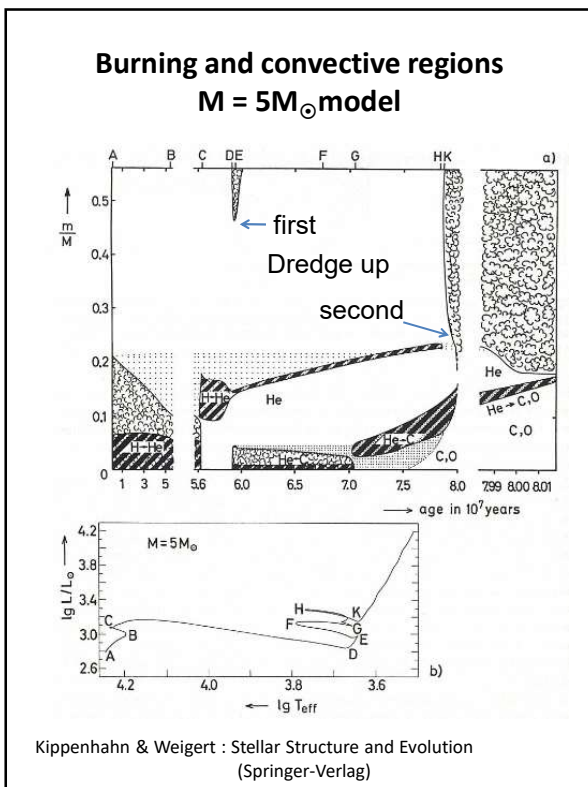 Burning and convective regions
M = 5M☉model
A B C DE F G HK a)
0,5
↑
m/M
0,4
first
Dredge up
0,3
second
0,2
He
H→He
He
He→C,O
0,1
He→C
H→He
C,O
C,O
He→C
0
1 3 5 5.6 6.0 6.5 7.0 7.5 8.0 7.99 8.00 8.01
→ age in 10⁷ years
4.2
M=5M☉
lg L/L☉ →
3.8
3.4
H K
C F G
3.0 B E
A D
2.6 b)
4.2 4.0 3.8 3.6
← lg Teff
Kippenhahn & Weigert : Stellar Structure and Evolution
(Springer-Verlag)